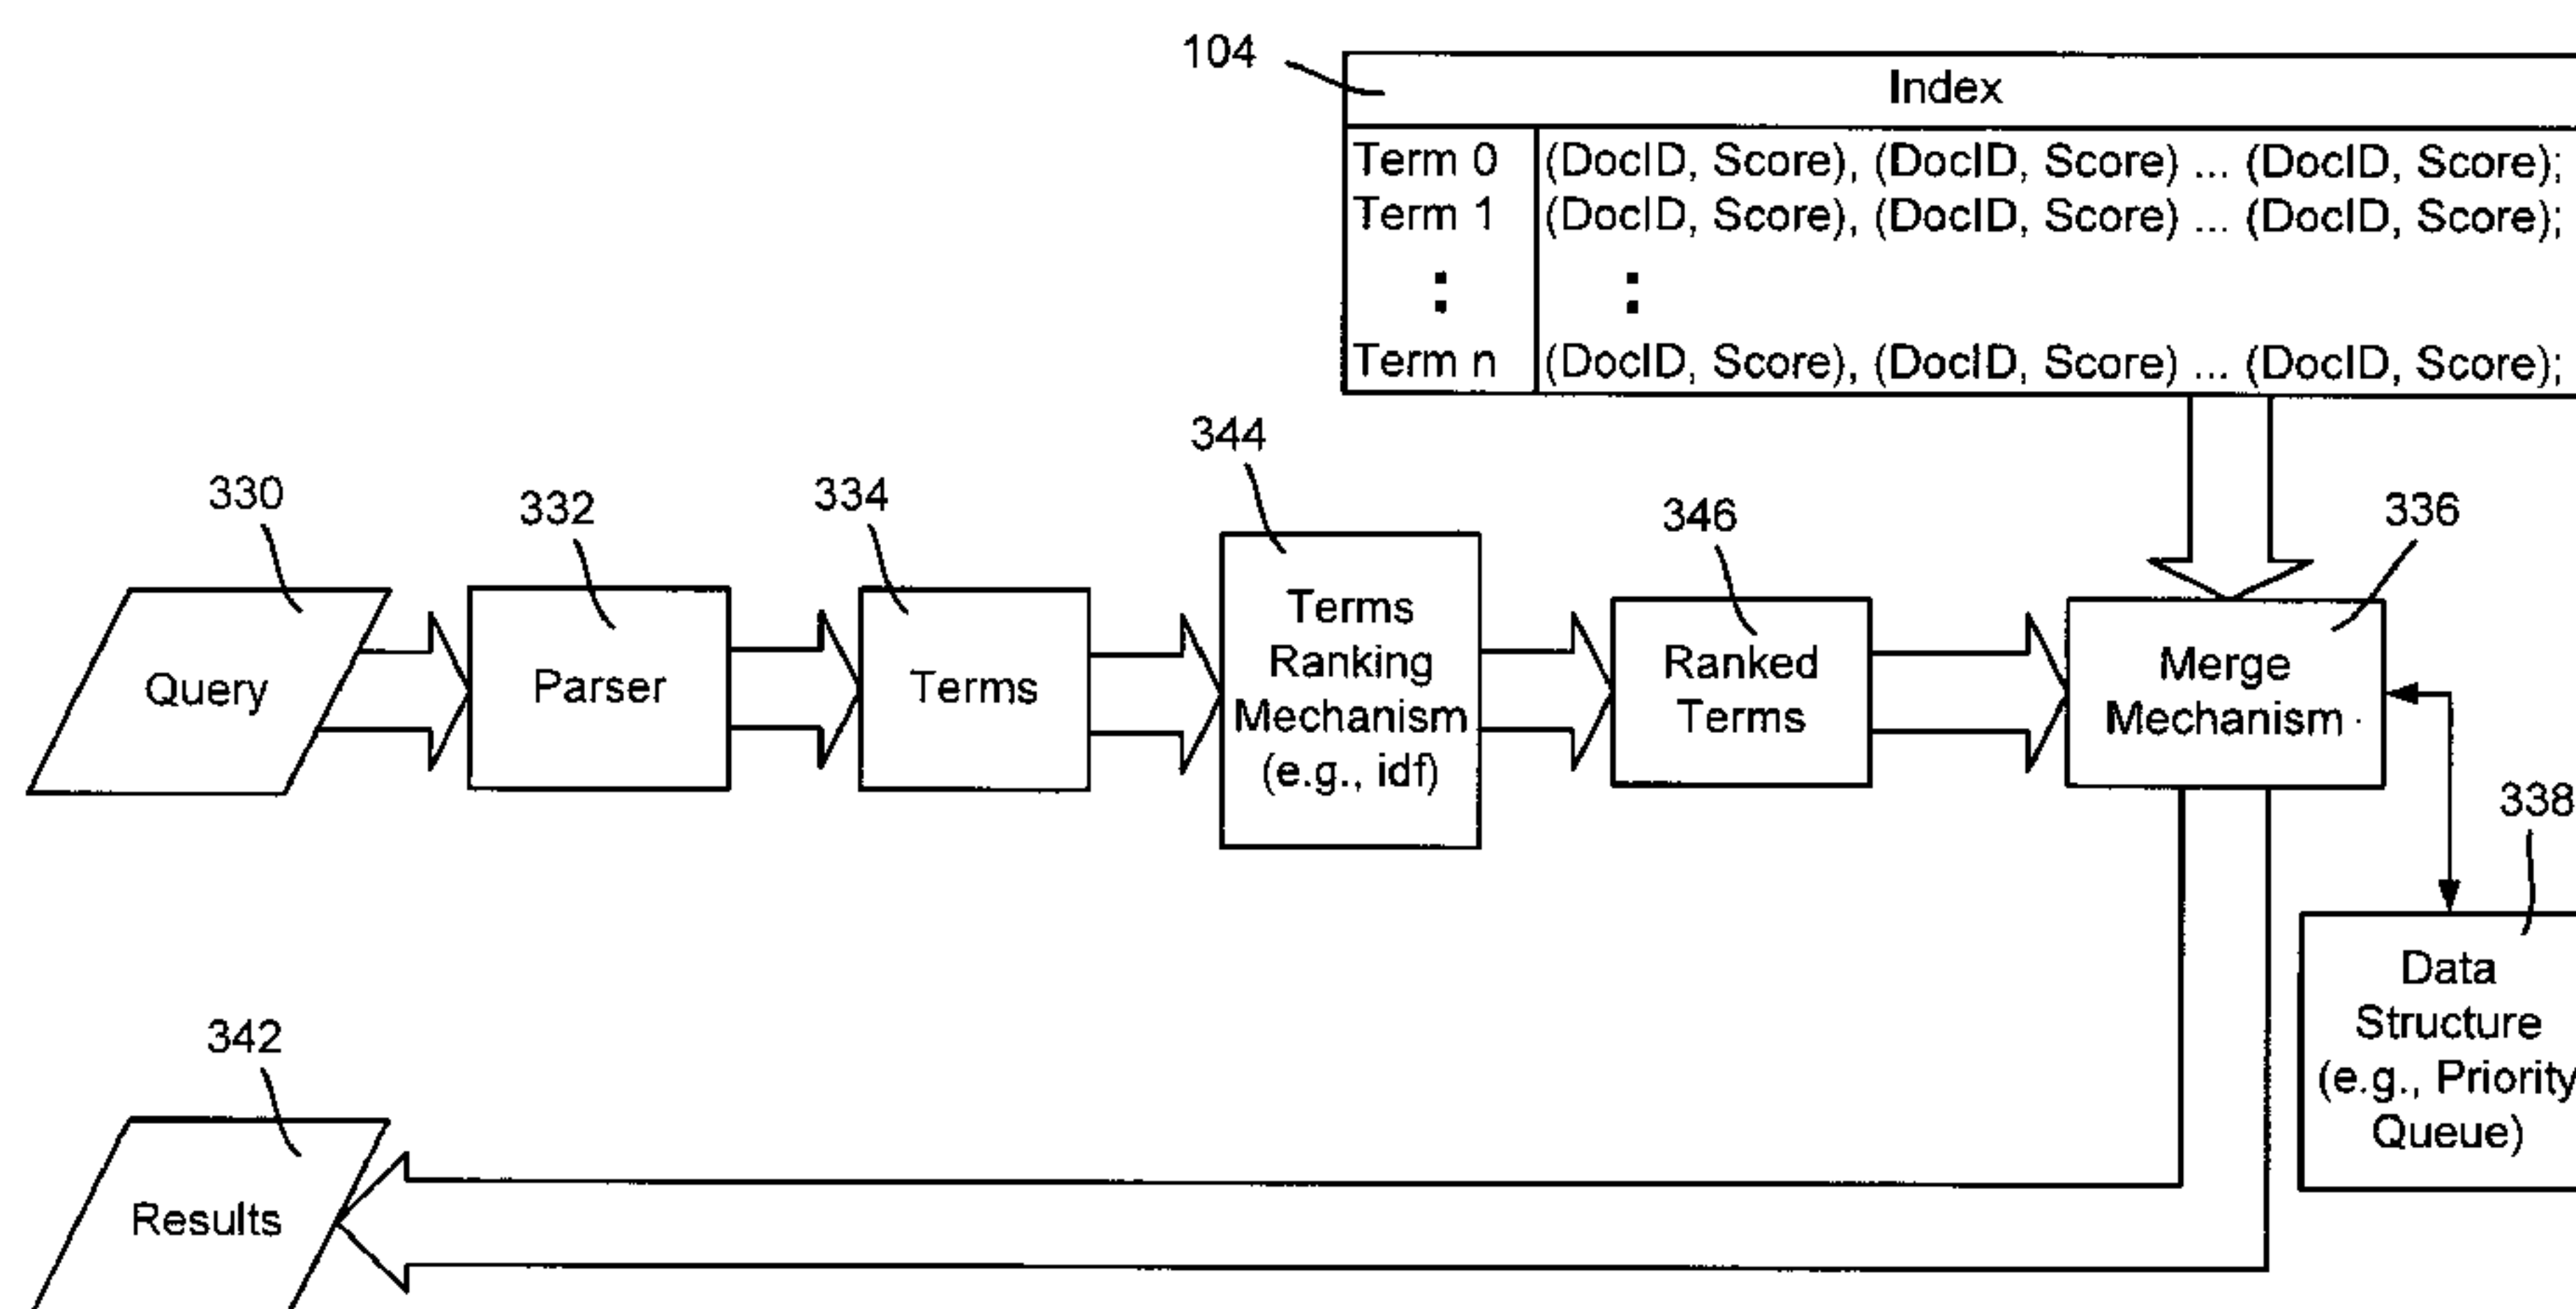 104
Index
Term 0 (DocID, Score), (DocID, Score) ... (DocID, Score);
Term 1 (DocID, Score), (DocID, Score) ... (DocID, Score);
: :
Term n (DocID, Score), (DocID, Score) ... (DocID, Score);
330
332
334
344
346
336
Query
Parser
Terms
Terms
Ranking
Mechanism
(e.g., idf)
Ranked
Terms
Merge
Mechanism
338
Data
Structure
(e.g., Priority
Queue)
342
Results